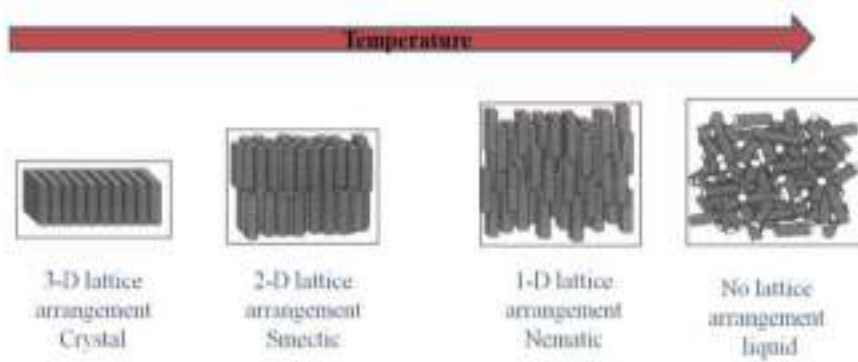 Temperature
3-D lattice
arrangement
Crystal
2-D lattice
arrangement
Smectic
1-D lattice
arrangement
Nematic
No lattice
arrangement
liquid